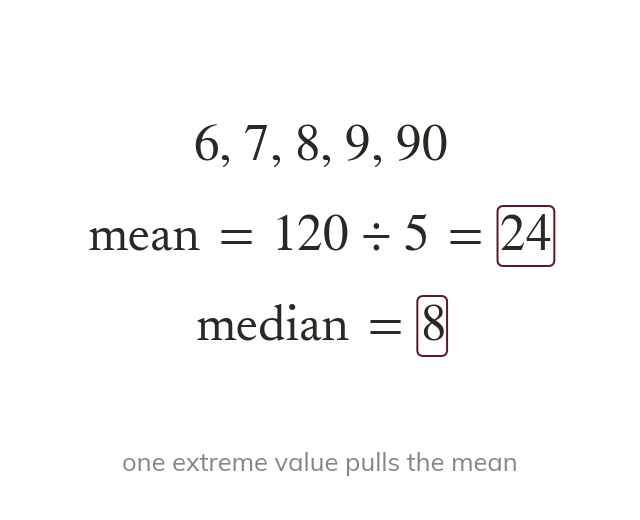 6, 7, 8, 9, 90
mean = 120 ÷ 5 = 24
median = 8
one extreme value pulls the mean